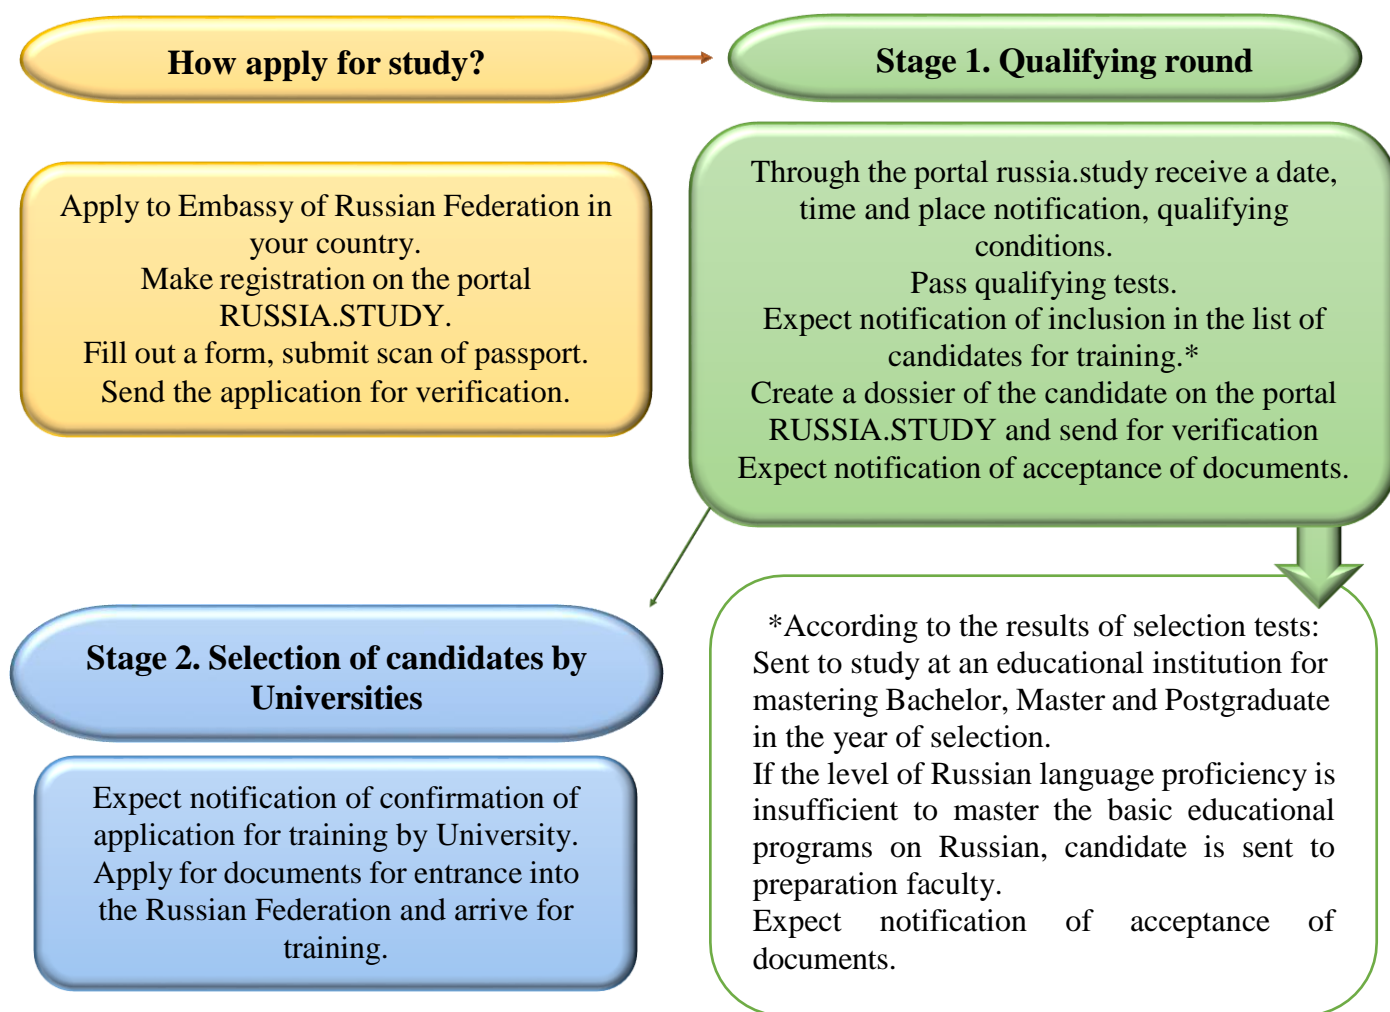 How apply for study?
Apply to Embassy of Russian Federation in
your country.
Make registration on the portal
RUSSIA.STUDY.
Fill out a form, submit scan of passport.
Send the application for verification.
Stage 1. Qualifying round
Through the portal russia.study receive a date,
time and place notification, qualifying
conditions.
Pass qualifying tests.
Expect notification of inclusion in the list of
candidates for training.*
Create a dossier of the candidate on the portal
RUSSIA.STUDY and send for verification
Expect notification of acceptance of documents.
*According to the results of selection tests:
Sent to study at an educational institution for
mastering Bachelor, Master and Postgraduate
in the year of selection.
If the level of Russian language proficiency is
insufficient to master the basic educational
programs on Russian, candidate is sent to
preparation faculty.
Expect notification of acceptance of
documents.
Stage 2. Selection of candidates by
Universities
Expect notification of confirmation of
application for training by University.
Apply for documents for entrance into
the Russian Federation and arrive for
training.